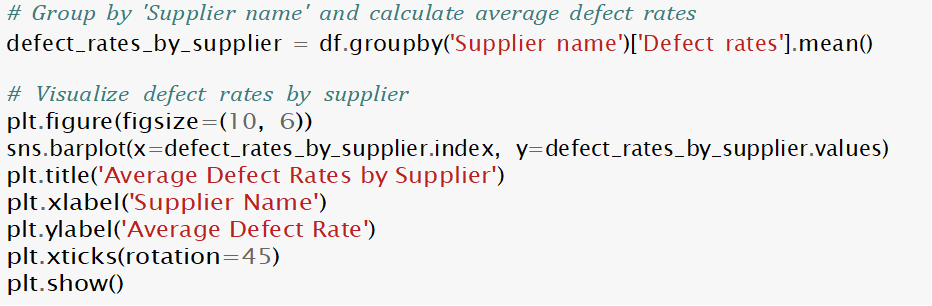 # Group by 'Supplier name' and calculate average defect rates
defect_rates_by_supplier = df.groupby('Supplier name')['Defect rates'].mean()
# Visualize defect rates by supplier
plt.figure(figsize=(10, 6))
sns.barplot(x=defect_rates_by_supplier.index, y=defect_rates_by_supplier.values)
plt.title('Average Defect Rates by Supplier')
plt.xlabel('Supplier Name')
plt.ylabel('Average Defect Rate')
plt.xticks(rotation=45)
plt.show()